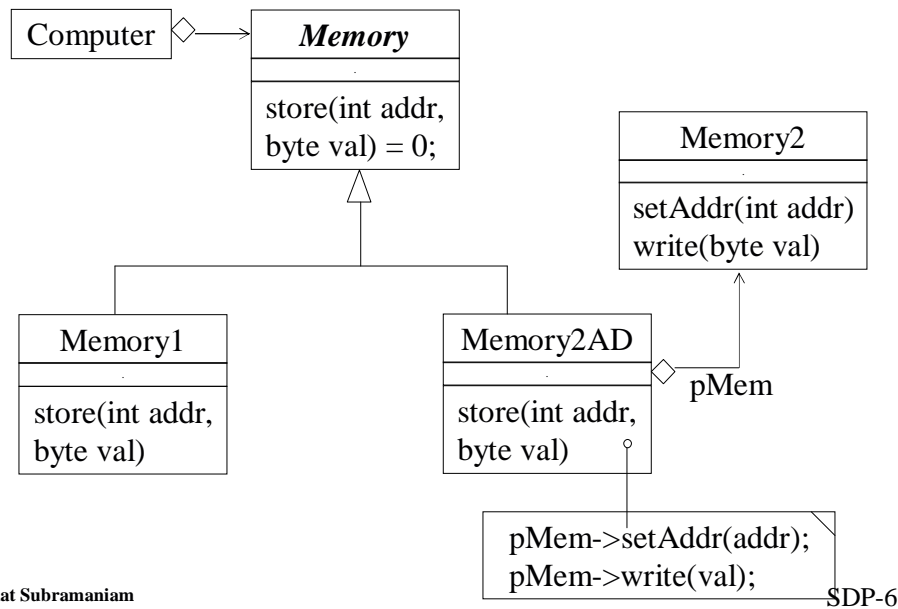 Computer
Memory
store(int addr,
byte val) = 0;
Memory2
setAddr(int addr)
write(byte val)
Memory1
store(int addr,
byte val)
Memory2AD
store(int addr,
byte val)
pMem
pMem->setAddr(addr);
pMem->write(val);
at Subramaniam
SDP-6